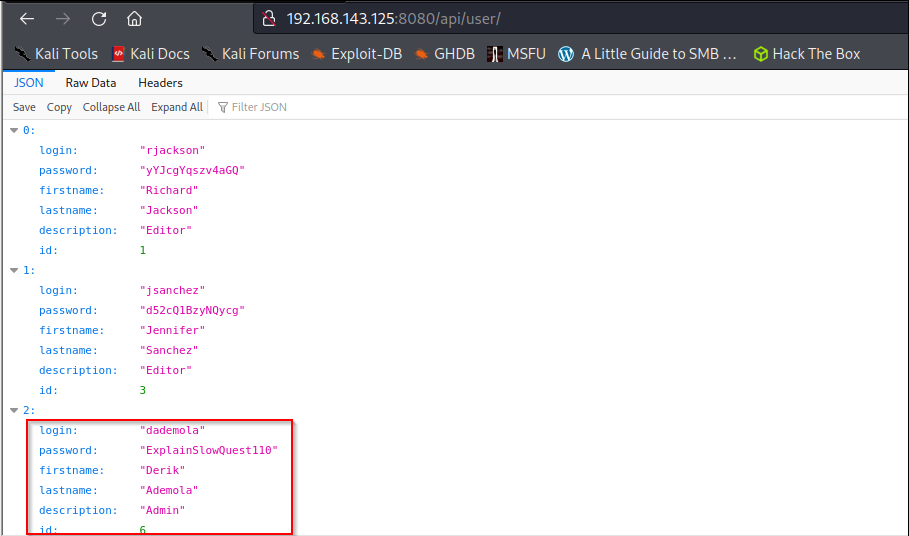 192.168.143.125:8080/api/user/
Kali Tools Kali Docs Kali Forums Exploit-DB GHDB MSFU A Little Guide to SMB ... Hack The Box
JSON Raw Data Headers
Save Copy Collapse All Expand All Filter JSON
0:
login: "rjackson"
password: "yYJcgYqszv4aGQ"
firstname: "Richard"
lastname: "Jackson"
description: "Editor"
id: 1
1:
login: "jsanchez"
password: "d52cQ1BzyNQycg"
firstname: "Jennifer"
lastname: "Sanchez"
description: "Editor"
id: 3
2:
login: "dademola"
password: "ExplainSlowQuest110"
firstname: "Derik"
lastname: "Ademola"
description: "Admin"
id: 6